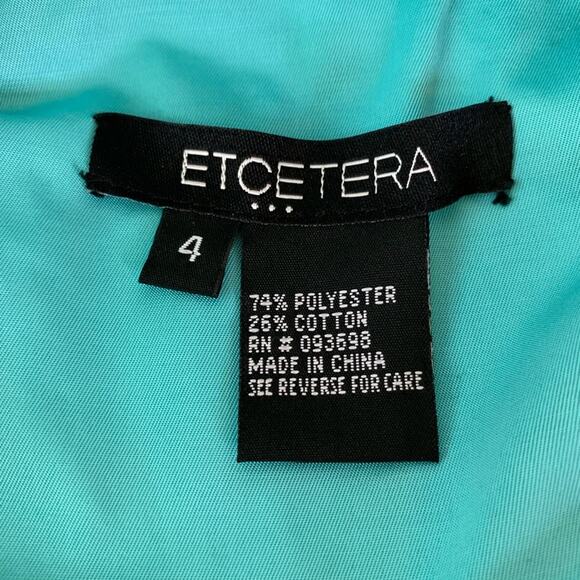 ETCETERA
...
4
74% POLYESTER
26% COTTON
RN # 093698
MADE IN CHINA
SEE REVERSE FOR CARE